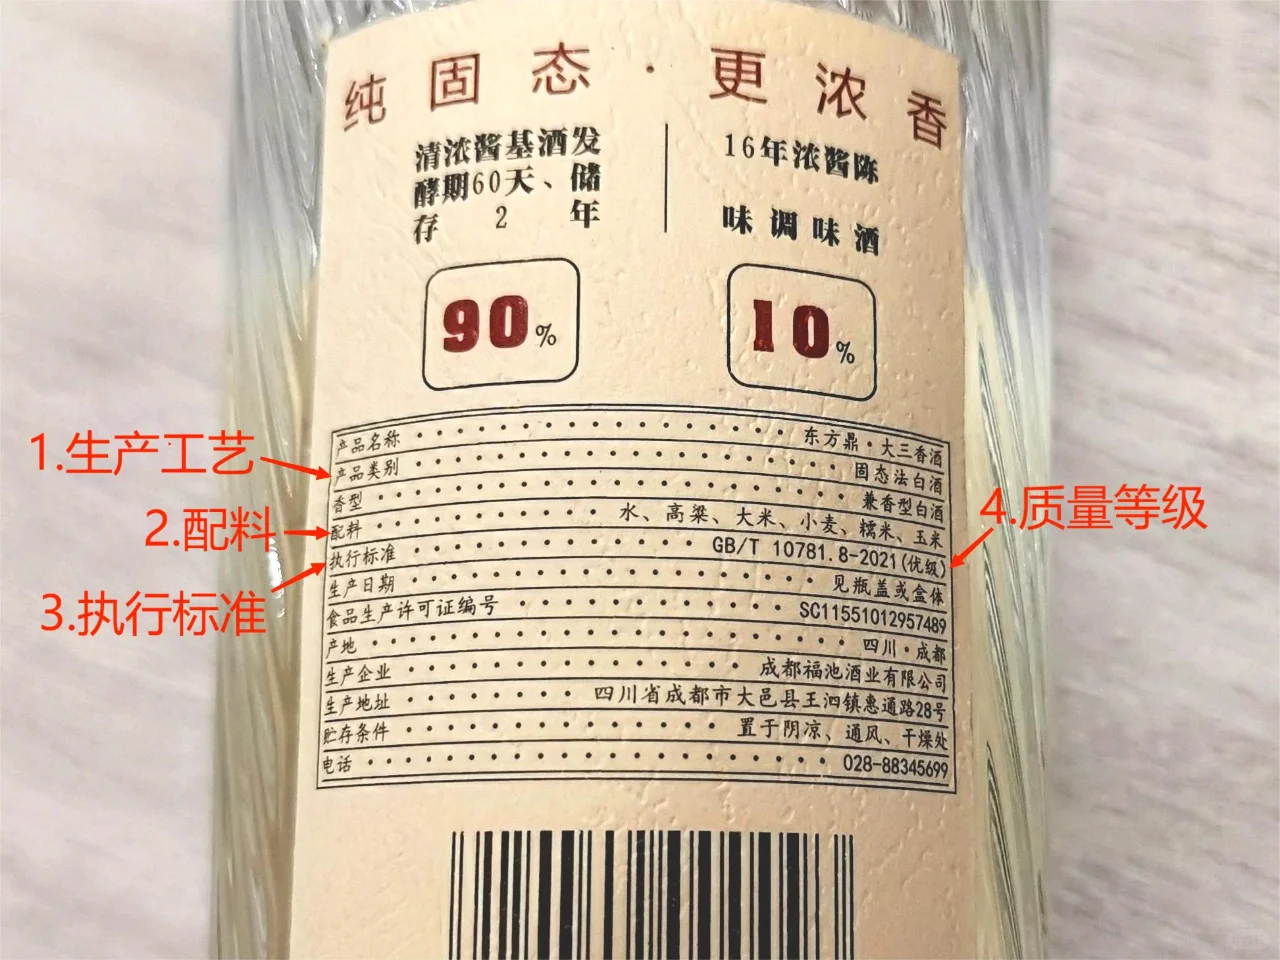 纯固态·更浓香
清浓酱基酒发
酵期60天、储
存2年
16年浓酱陈
味调味酒
90%
10%
产品名称 东方鼎·大三香酒
1.生产工艺
产品类别 固态法白酒
香型 兼香型白酒
4.质量等级
2.配料
配料 水、高粱、大米、小麦、糯米、玉米
执行标准 GB/T 10781.8-2021(优级)
3.执行标准
生产日期 见瓶盖或盒体
食品生产许可证编号 SC11551012957489
产地 四川·成都
生产企业 成都福池酒业有限公司
生产地址 四川省成都市大邑县王泗镇惠通路28号
贮存条件 置于阴凉、通风、干燥处
电话 028-88345699